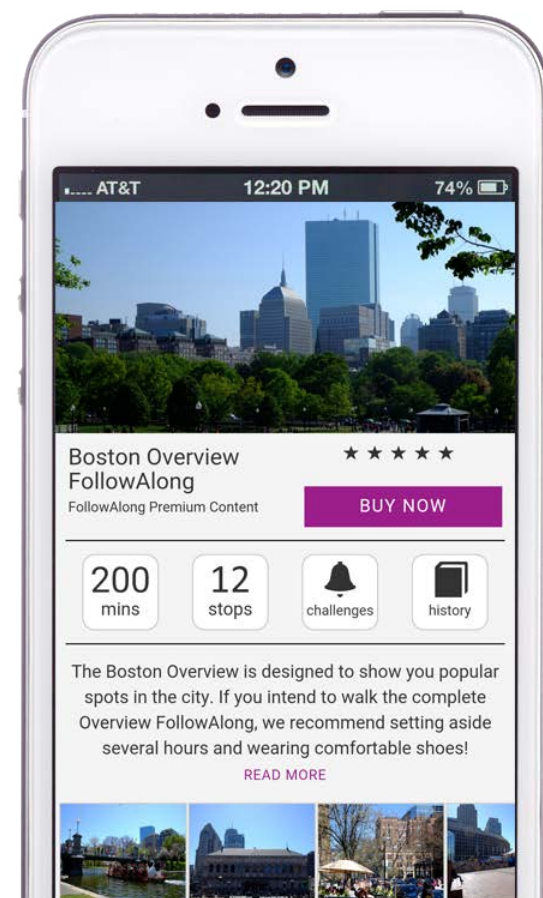 AT&T 12:20 PM 74%
Boston Overview
FollowAlong
FollowAlong Premium Content
BUY NOW
200 mins
12 stops
challenges
history
The Boston Overview is designed to show you popular
spots in the city. If you intend to walk the complete
Overview FollowAlong, we recommend setting aside
several hours and wearing comfortable shoes!
READ MORE